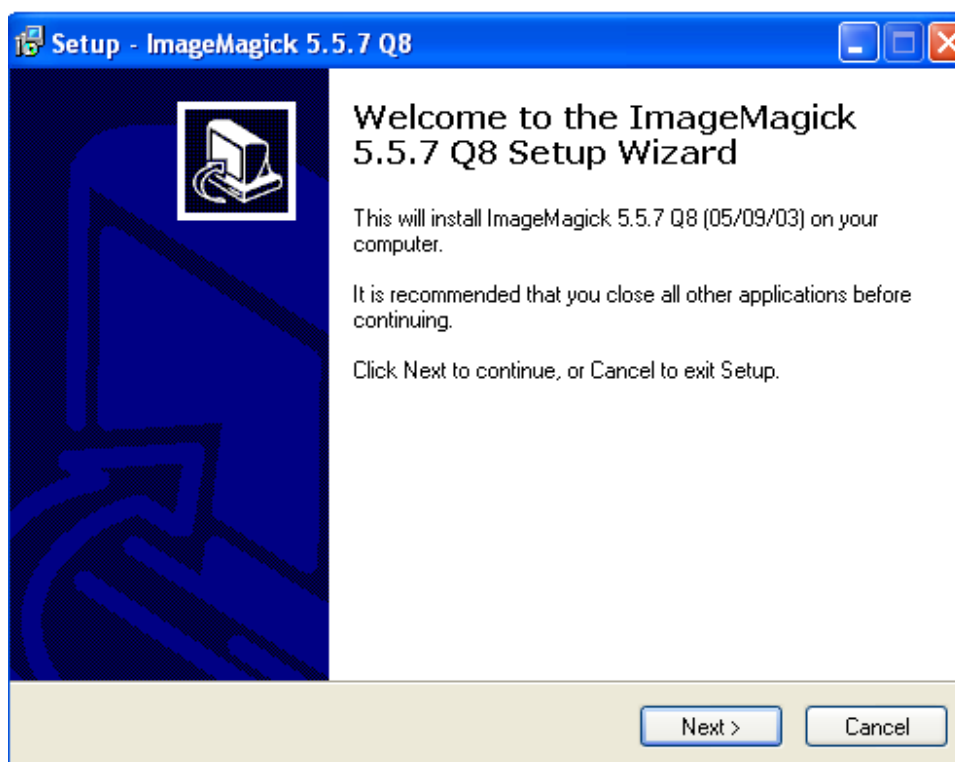 Setup - ImageMagick 5.5.7 Q8
Welcome to the ImageMagick
5.5.7 Q8 Setup Wizard
This will install ImageMagick 5.5.7 Q8 (05/09/03) on your
computer.
It is recommended that you close all other applications before
continuing.
Click Next to continue, or Cancel to exit Setup.
Next >
Cancel